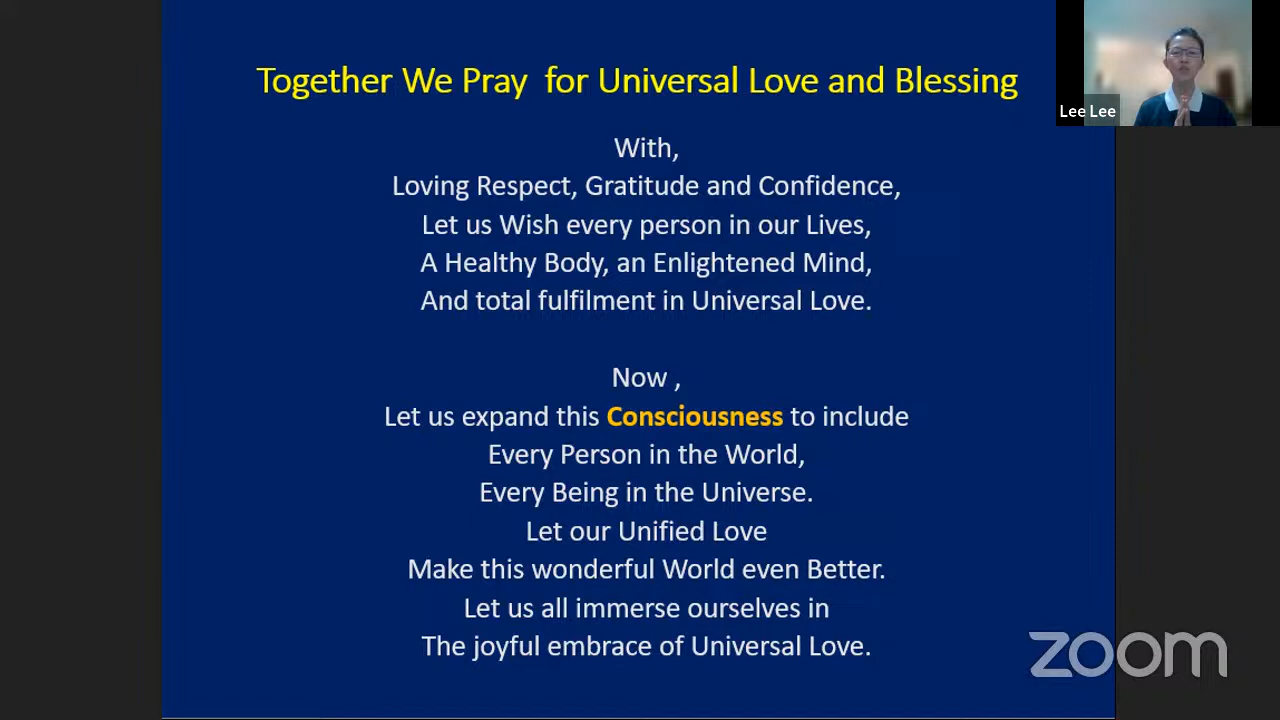 Together We Pray  for Universal Love and Blessing
With,
Loving Respect, Gratitude and Confidence,
Let us Wish every person in our Lives,
A Healthy Body, an Enlightened Mind,
And total fulfilment in Universal Love.
Now ,
Let us expand this Consciousness to include
Every Person in the World,
Every Being in the Universe.
Let our Unified Love
Make this wonderful World even Better.
Let us all immerse ourselves in
The joyful embrace of Universal Love.
Lee Lee
zoom